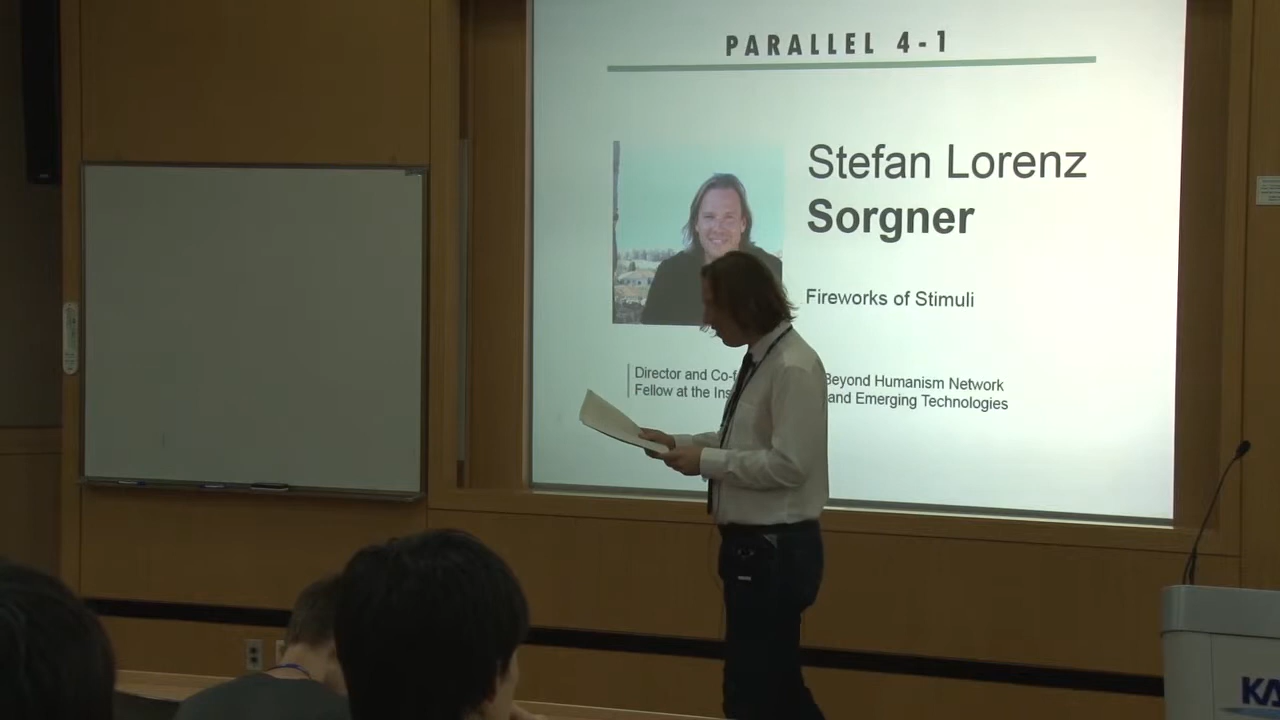 PARALLEL 4-1
Stefan Lorenz
Sorgner
Fireworks of Stimuli
Director and Co-f Beyond Humanism Network
Fellow at the Ins and Emerging Technologies
KA